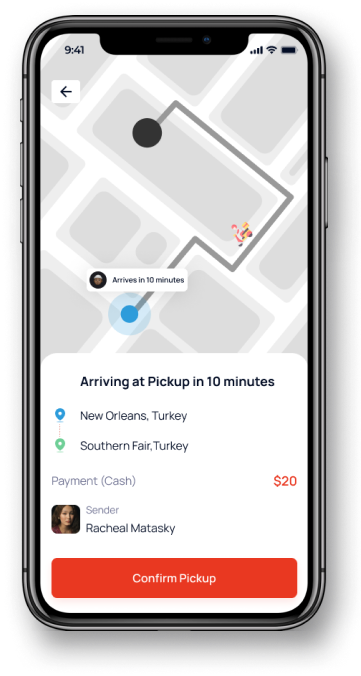 9:41
Arrives in 10 minutes
Arriving at Pickup in 10 minutes
New Orleans, Turkey
Southern Fair,Turkey
Payment (Cash) $20
Sender
Racheal Matasky
Confirm Pickup